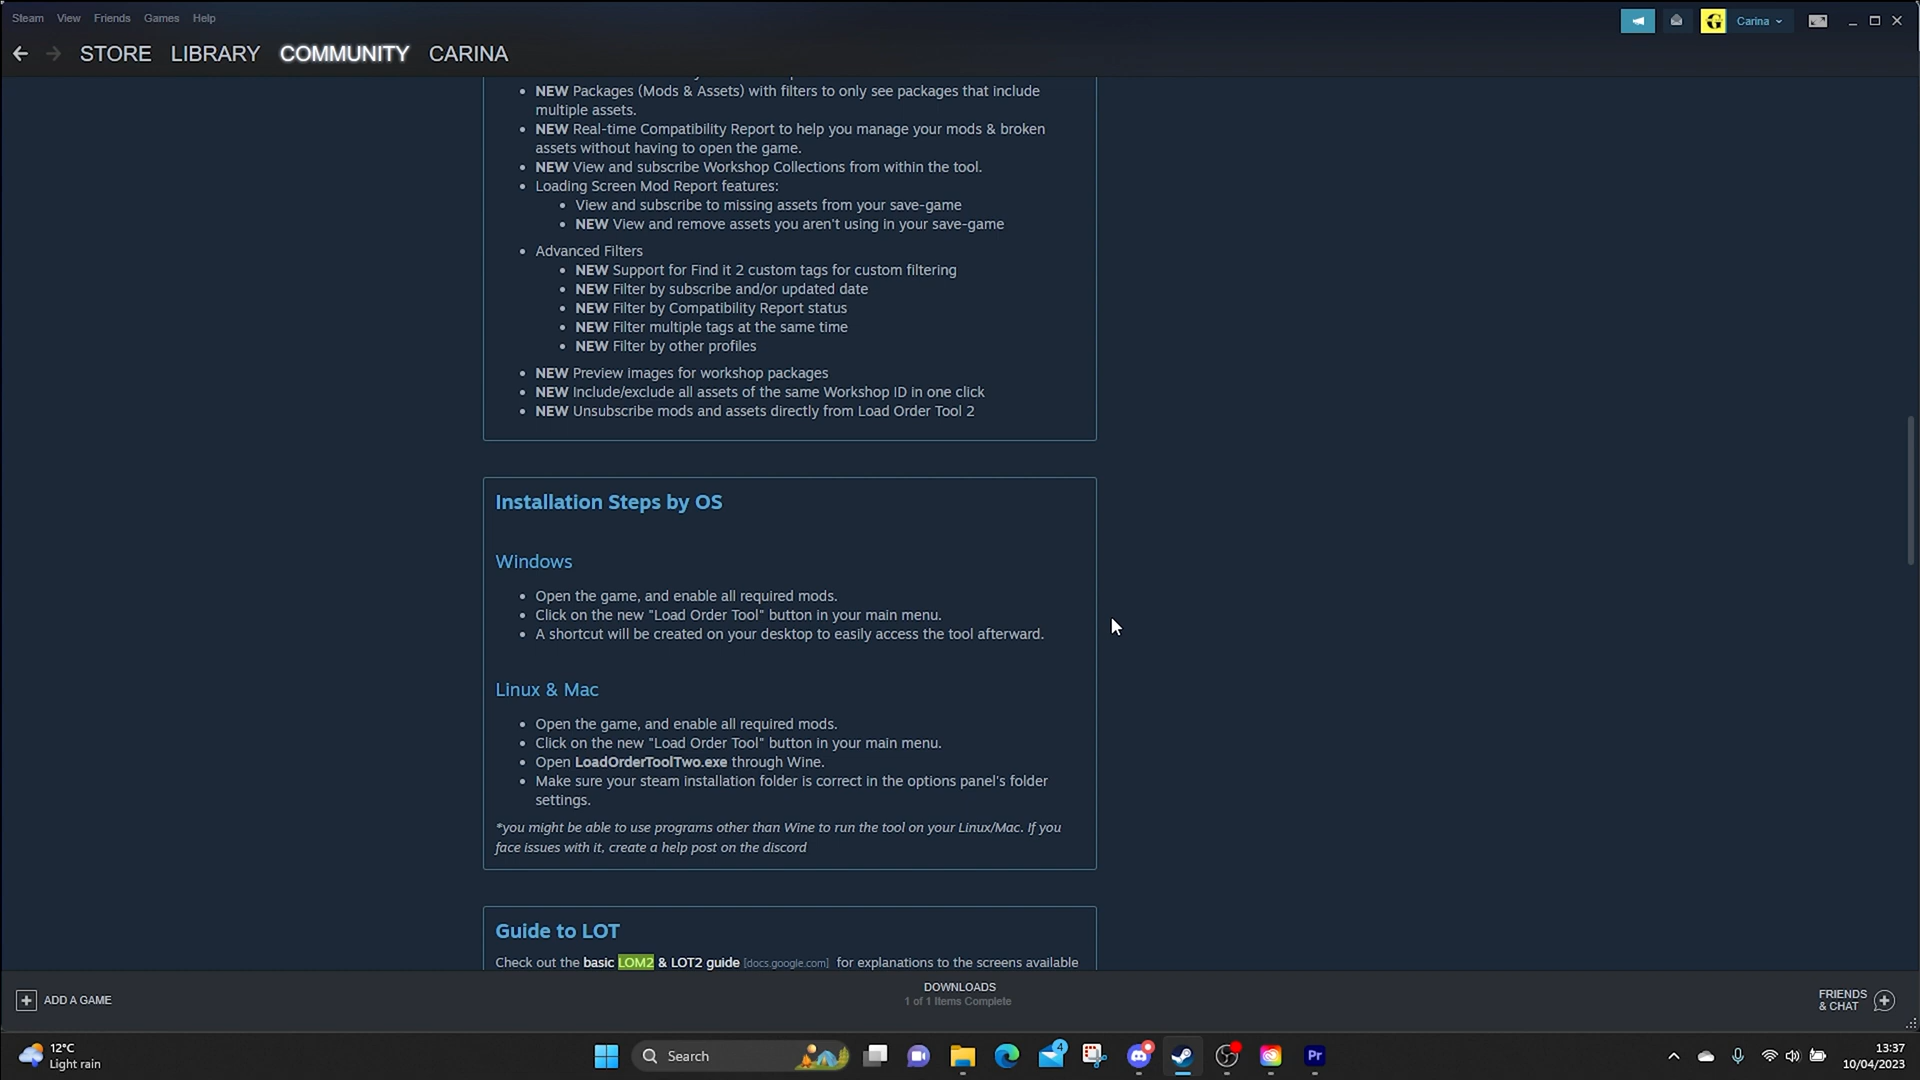 Steam View Friends Games Help
Carina
STORE LIBRARY COMMUNITY CARINA
NEW Packages (Mods & Assets) with filters to only see packages that include
multiple assets.
NEW Real-time Compatibility Report to help you manage your mods & broken
assets without having to open the game.
NEW View and subscribe Workshop Collections from within the tool.
Loading Screen Mod Report features:
View and subscribe to missing assets from your save-game
NEW View and remove assets you aren't using in your save-game
Advanced Filters
NEW Support for Find it 2 custom tags for custom filtering
NEW Filter by subscribe and/or updated date
NEW Filter by Compatibility Report status
NEW Filter multiple tags at the same time
NEW Filter by other profiles
NEW Preview images for workshop packages
NEW Include/exclude all assets of the same Workshop ID in one click
NEW Unsubscribe mods and assets directly from Load Order Tool 2
Installation Steps by OS
Windows
Open the game, and enable all required mods.
Click on the new "Load Order Tool" button in your main menu.
A shortcut will be created on your desktop to easily access the tool afterward.
Linux & Mac
Open the game, and enable all required mods.
Click on the new "Load Order Tool" button in your main menu.
Open LoadOrderToolTwo.exe through Wine.
Make sure your steam installation folder is correct in the options panel's folder
settings.
*you might be able to use programs other than Wine to run the tool on your Linux/Mac. If you
face issues with it, create a help post on the discord
Guide to LOT
Check out the basic LOM2 & LOT2 guide [docs.google.com] for explanations to the screens available
ADD A GAME
DOWNLOADS
1 of 1 Items Complete
FRIENDS
& CHAT
12°C
Light rain
Search
4
Pr
13:37
10/04/2023